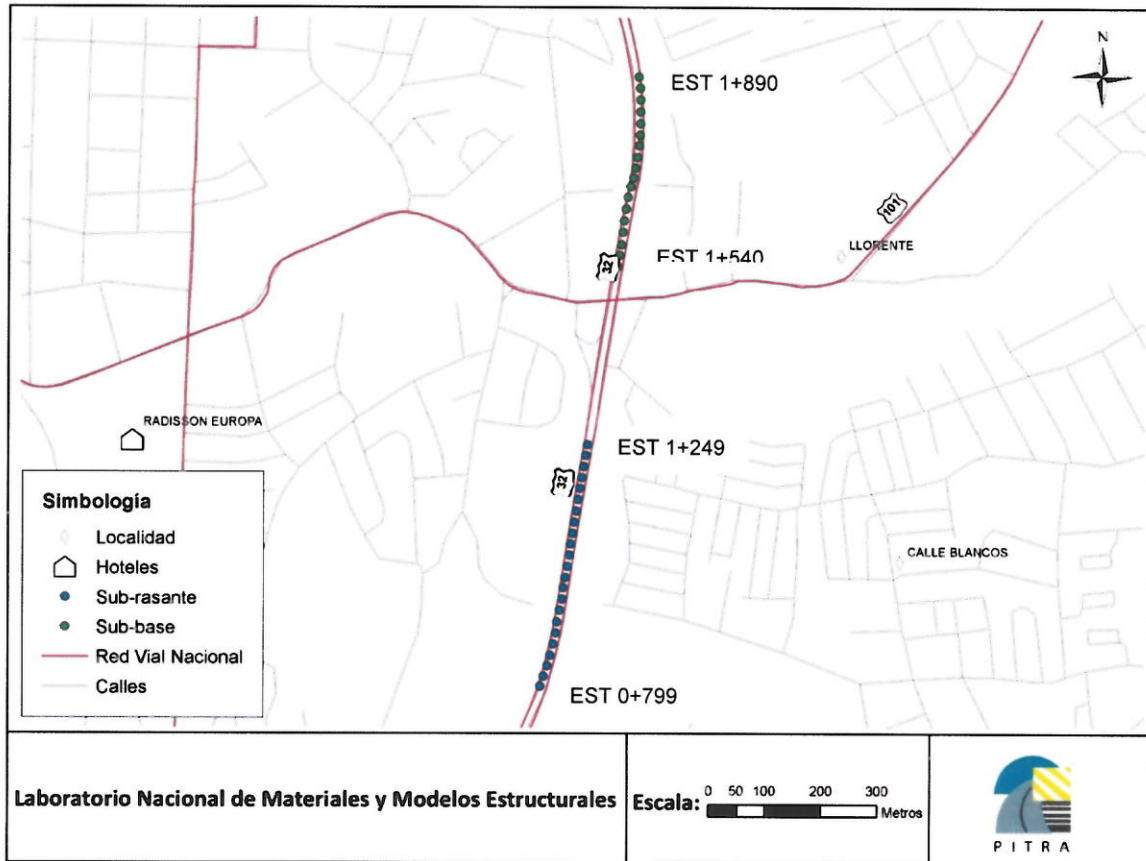 N
EST 1+890
101
LLORENTE
EST 1+540
32
RADISSON EUROPA
EST 1+249
32
CALLE BLANCOS
EST 0+799
Simbología
Localidad
Hoteles
Sub-rasante
Sub-base
Red Vial Nacional
Calles
Laboratorio Nacional de Materiales y Modelos Estructurales
Escala: 0 50 100 200 300
Metros
PITRA